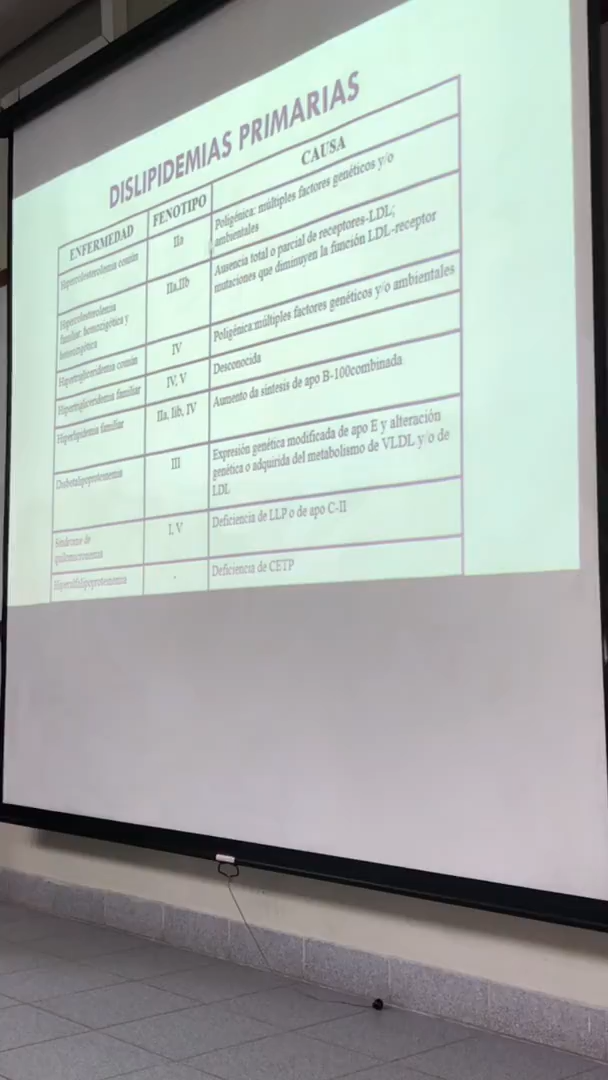 DISLIPIDEMIAS PRIMARIAS
ENFERMEDAD FENOTIPO CAUSA
Hipercolesterolemia común IIa Poligénica: múltiples factores genéticos y/o
ambientales
Hipercolesterolemia
familiar: homozigótica y
heterozigótica
IIa,IIb Ausencia total o parcial de receptores-LDL;
mutaciones que diminuyen la función LDL-receptor
Hipertrigliceridemia común IV Poligénica:múltiples factores genéticos y/o ambientales
Hipertrigliceridemia familiar IV, V Desconocida
Hiperlipidemia familiar IIa, Iib, IV Aumento da síntesis de apo B-100combinada
Disbetalipoproteinemia III Expresión genética modificada de apo E y alteración
genética o adquirida del metabolismo de VLDL y/o de
LDL
Síndrome de
quilomicronemia
I, V Deficiencia de LLP o de apo C-II
Hiperalfalipoproteinemia - Deficiencia de CETP